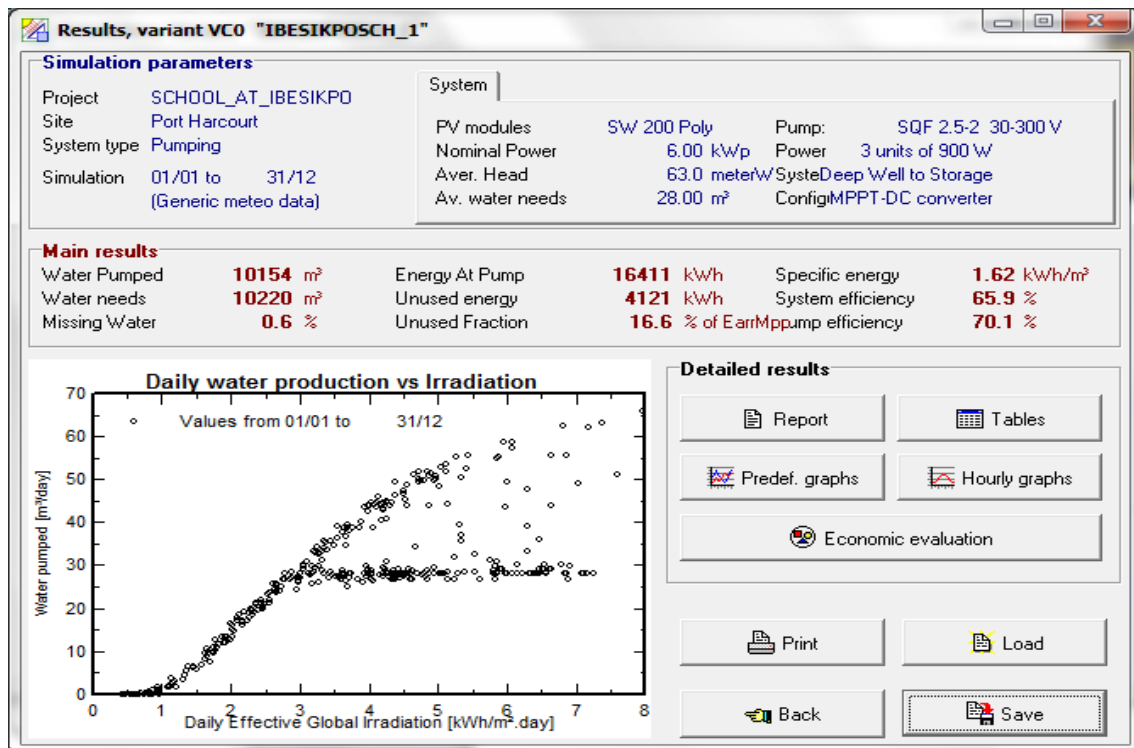 Results, variant VC0 "IBESIKPOSCH_1"
Simulation parameters
Project SCHOOL_AT_IBESIKPO
Site Port Harcourt
System type Pumping
Simulation 01/01 to 31/12
(Generic meteo data)
System
PV modules SW 200 Poly Pump: SQF 2.5-2 30-300 V
Nominal Power 6.00 kWp Power 3 units of 900 W
Aver. Head 63.0 meterW SysteDeep Well to Storage
Av. water needs 28.00 m³ ConfiguMPPT-DC converter
Main results
Water Pumped 10154 m³ Energy At Pump 16411 kWh Specific energy 1.62 kWh/m³
Water needs 10220 m³ Unused energy 4121 kWh System efficiency 65.9 %
Missing Water 0.6 % Unused Fraction 16.6 % of EarrMpp ump efficiency 70.1 %
Daily water production vs Irradiation
Values from 01/01 to 31/12
Water pumped [m³/day]
70
60
50
40
30
20
10
0
0 1 2 3 4 5 6 7 8
Daily Effective Global Irradiation [kWh/m².day]
Detailed results
Report Tables
Predef. graphs Hourly graphs
Economic evaluation
Print Load
Back Save